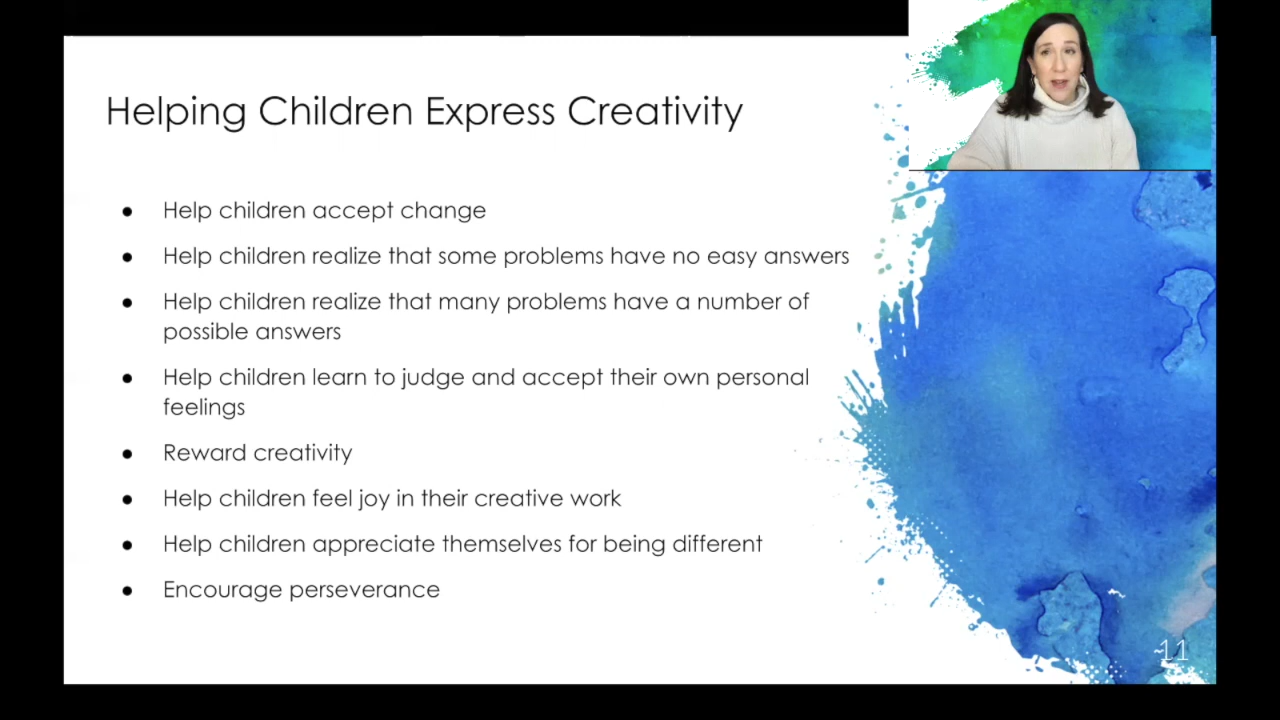 Helping Children Express Creativity
● Help children accept change
● Help children realize that some problems have no easy answers
● Help children realize that many problems have a number of
possible answers
● Help children learn to judge and accept their own personal
feelings
● Reward creativity
● Help children feel joy in their creative work
● Help children appreciate themselves for being different
● Encourage perseverance
11